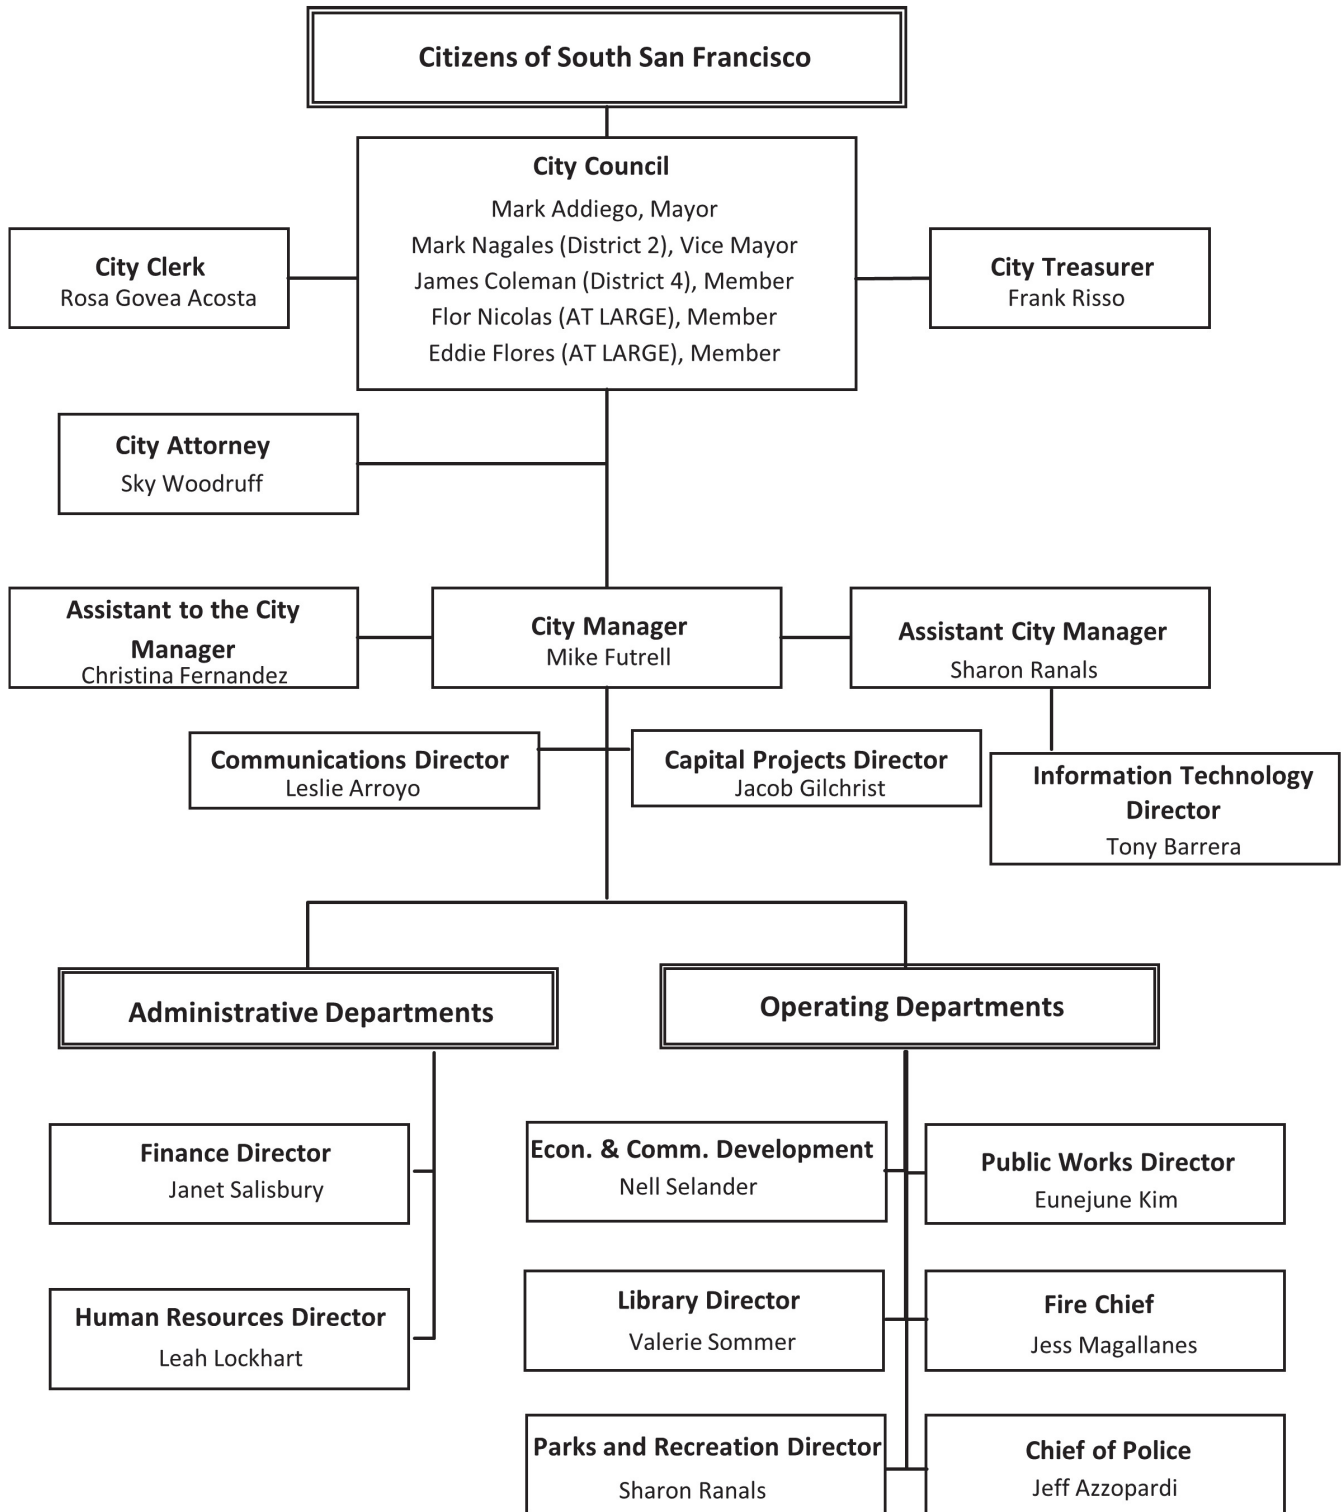 Citizens of South San Francisco
City Council
Mark Addiego, Mayor
Mark Nagales (District 2), Vice Mayor
James Coleman (District 4), Member
Flor Nicolas (AT LARGE), Member
Eddie Flores (AT LARGE), Member
City Clerk
Rosa Govea Acosta
City Treasurer
Frank Risso
City Attorney
Sky Woodruff
Assistant to the City
Manager
Christina Fernandez
City Manager
Mike Futrell
Assistant City Manager
Sharon Ranals
Communications Director
Leslie Arroyo
Capital Projects Director
Jacob Gilchrist
Information Technology
Director
Tony Barrera
Administrative Departments
Operating Departments
Finance Director
Janet Salisbury
Econ. & Comm. Development
Nell Selander
Public Works Director
Eunejune Kim
Human Resources Director
Leah Lockhart
Library Director
Valerie Sommer
Fire Chief
Jess Magallanes
Parks and Recreation Director
Sharon Ranals
Chief of Police
Jeff Azzopardi